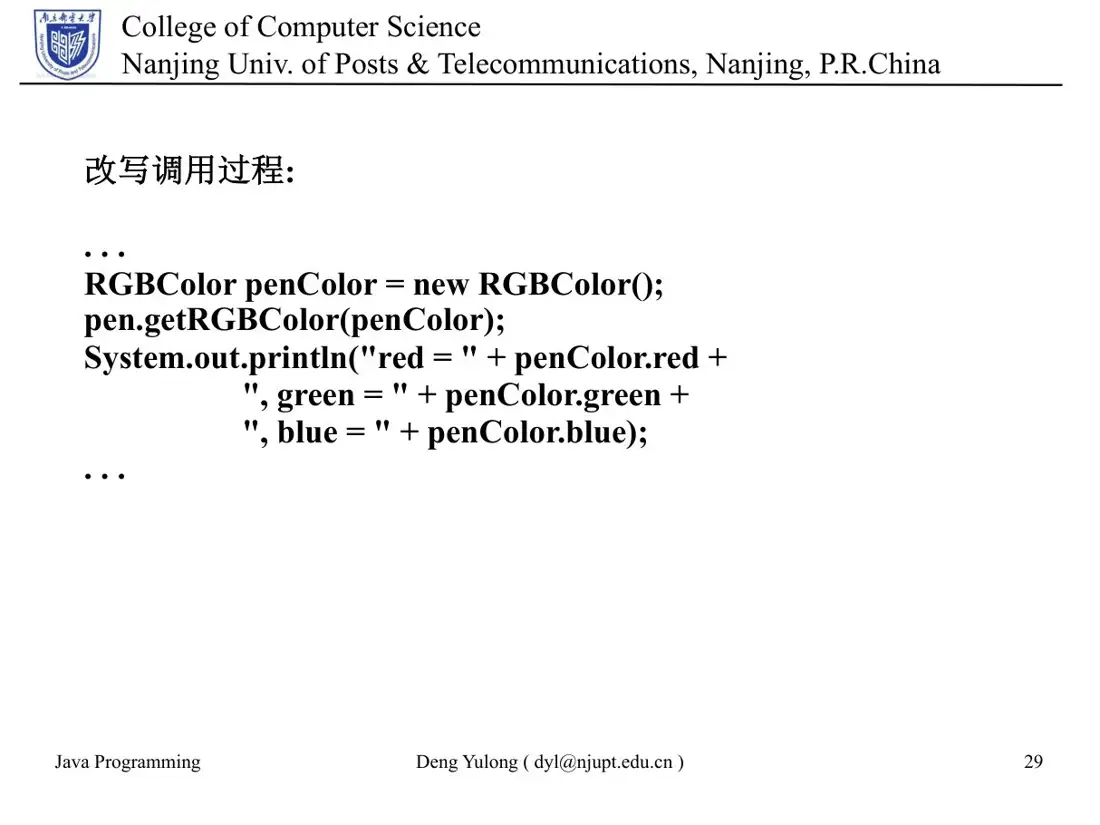 College of Computer Science
Nanjing Univ. of Posts & Telecommunications, Nanjing, P.R.China
改写调用过程:
. . .
RGBColor penColor = new RGBColor();
pen.getRGBColor(penColor);
System.out.println("red = " + penColor.red +
", green = " + penColor.green +
", blue = " + penColor.blue);
. . .
Java Programming
Deng Yulong ( dyl@njupt.edu.cn )
29